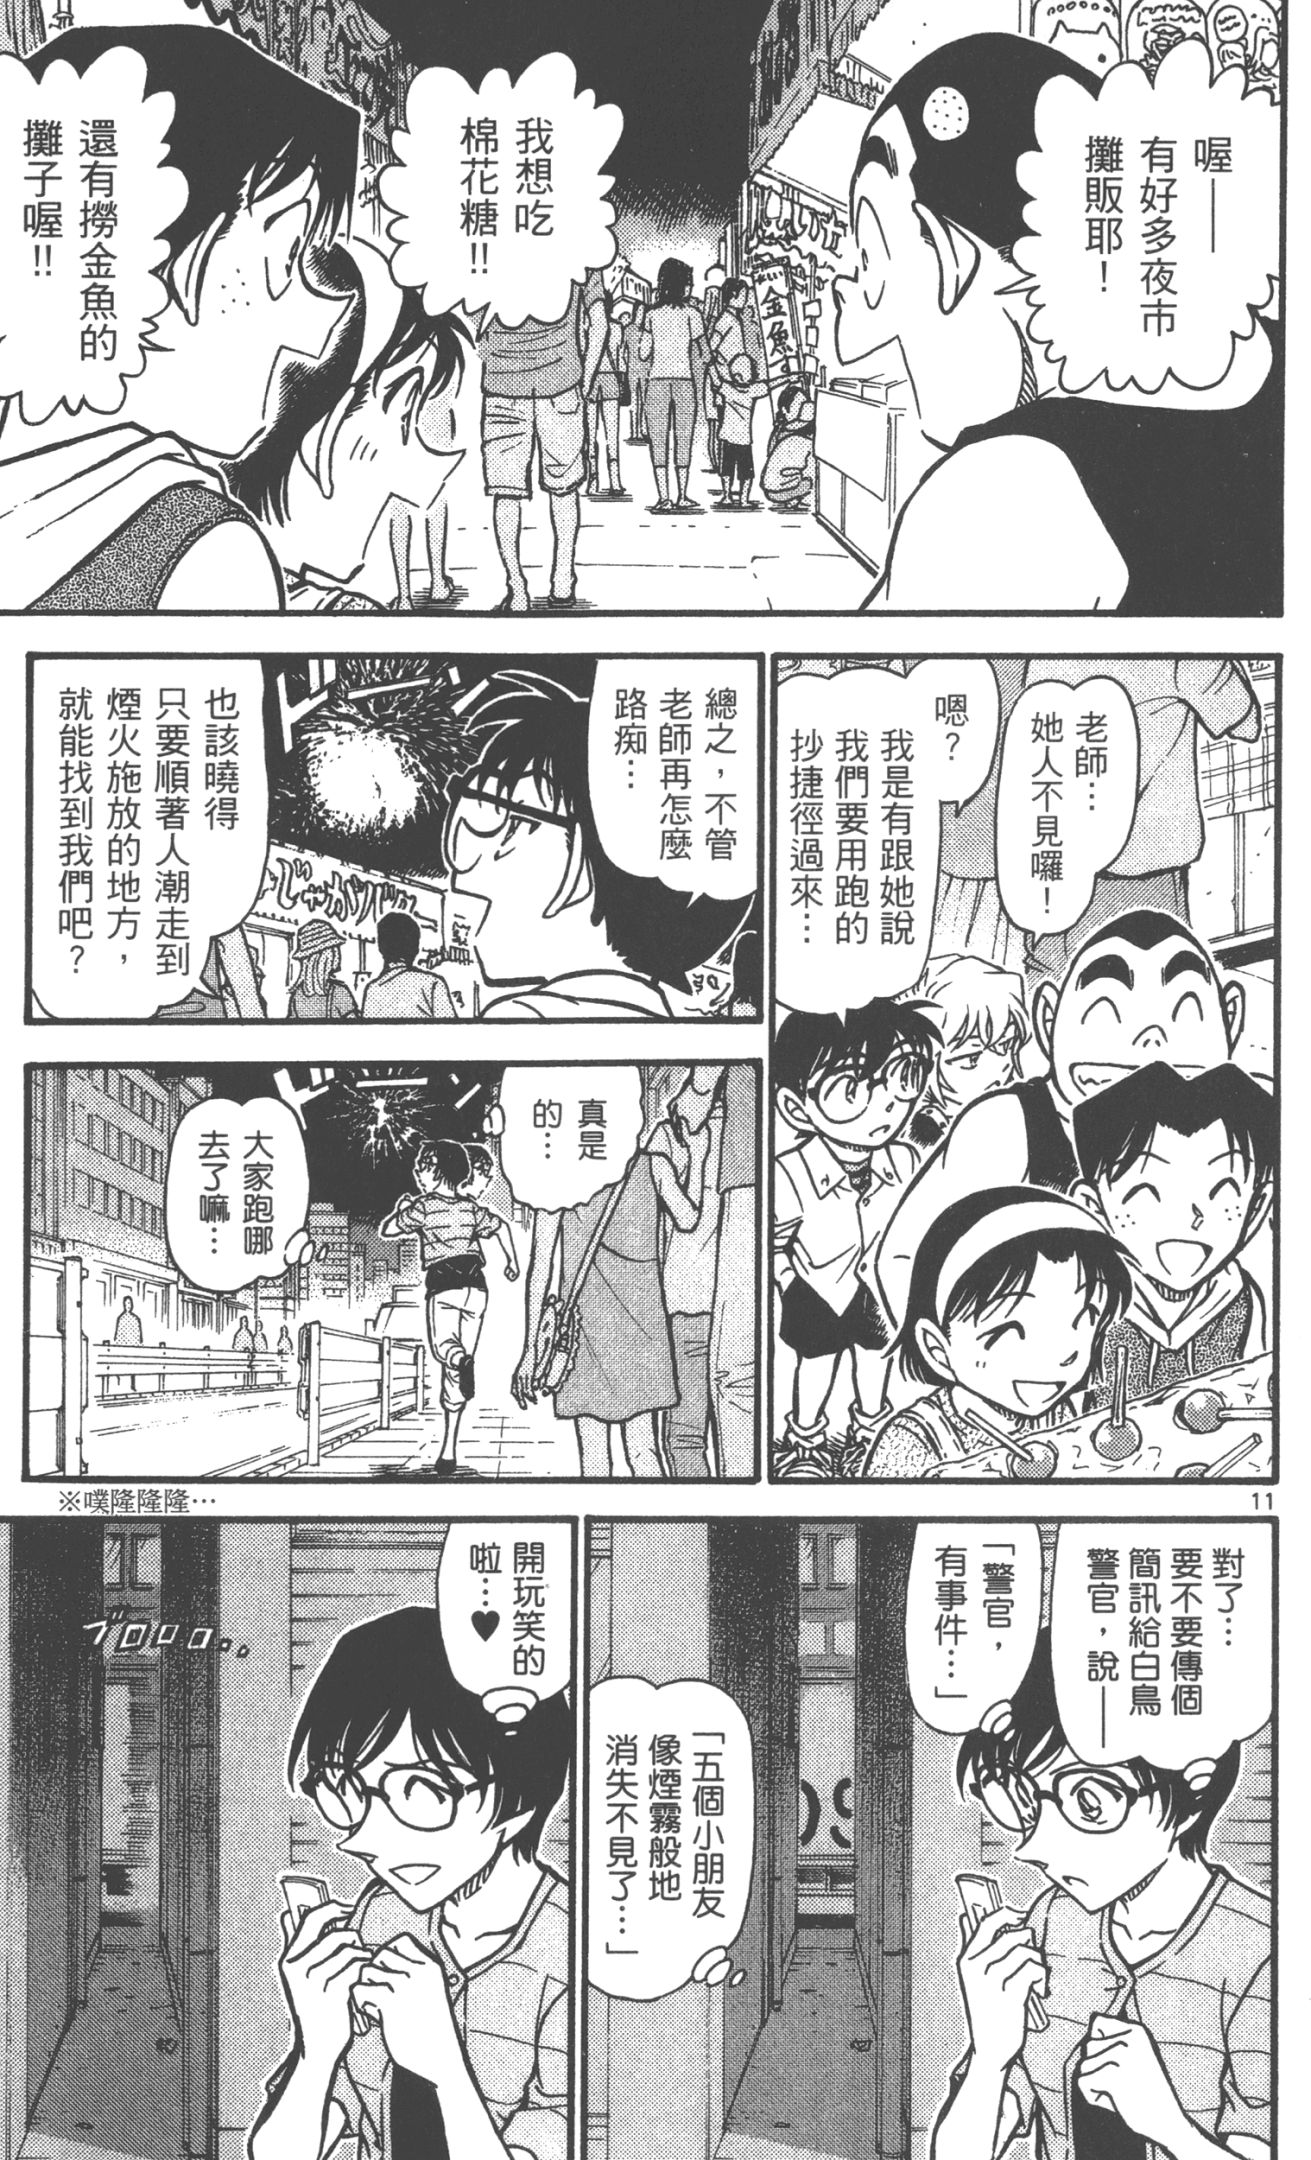 喔——
有好多夜市
攤販耶！
我想吃
棉花糖!!
還有撈金魚的
攤子喔!!
金魚
老師…
她人不見囉！
嗯？
我是有跟她說
我們要用跑的
抄捷徑過來…
總之，不管
老師再怎麼
路痴…
也該曉得
只要順著人潮走到
煙火施放的地方，
就能找到我們吧？
じゃがバター
真是
的…
大家跑哪
去了嘛…
※噗隆隆隆…
11
對了…
要不要傳個
簡訊給白鳥
警官，說——
「警官，
有事件…」
「五個小朋友
像煙霧般地
消失不見了…」
開玩笑的
啦…♥
ブロロロ…